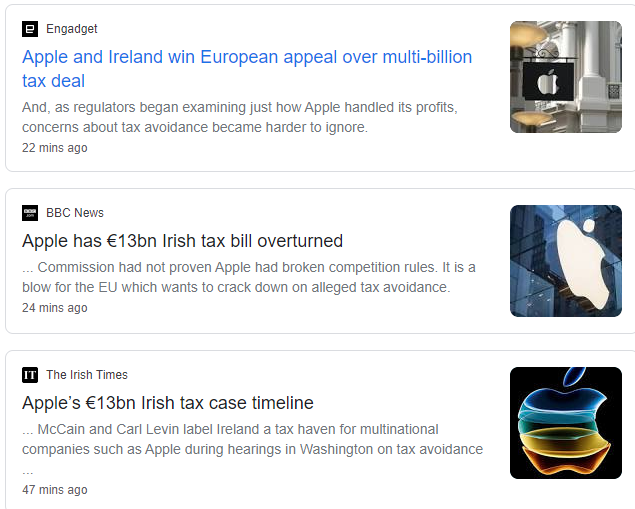 Engadget
Apple and Ireland win European appeal over multi-billion
tax deal
And, as regulators began examining just how Apple handled its profits,
concerns about tax avoidance became harder to ignore.
22 mins ago
BBC News
Apple has €13bn Irish tax bill overturned
... Commission had not proven Apple had broken competition rules. It is a
blow for the EU which wants to crack down on alleged tax avoidance.
24 mins ago
IT The Irish Times
Apple’s €13bn Irish tax case timeline
... McCain and Carl Levin label Ireland a tax haven for multinational
companies such as Apple during hearings in Washington on tax avoidance
...
47 mins ago